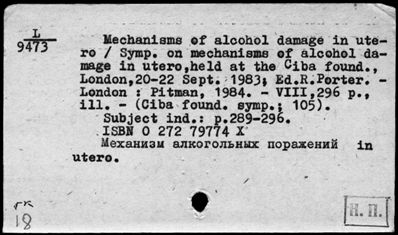 L
9473
Mechanisms of alcohol damage in ute-
ro / Symp. on mechanisms of alcohol da-
mage in utero,held at the Ciba found.,
London,20-22 Sept. 1983; Ed.R.Porter. -
London : Pitman, 1984. - VIII,296 p.,
ill. - (Ciba found. symp.; 105).
Subject ind.: p.289-296.
ISBN 0 272 79774 X
Механизм алкогольных поражений in
utero.
гк
18
Н. П.